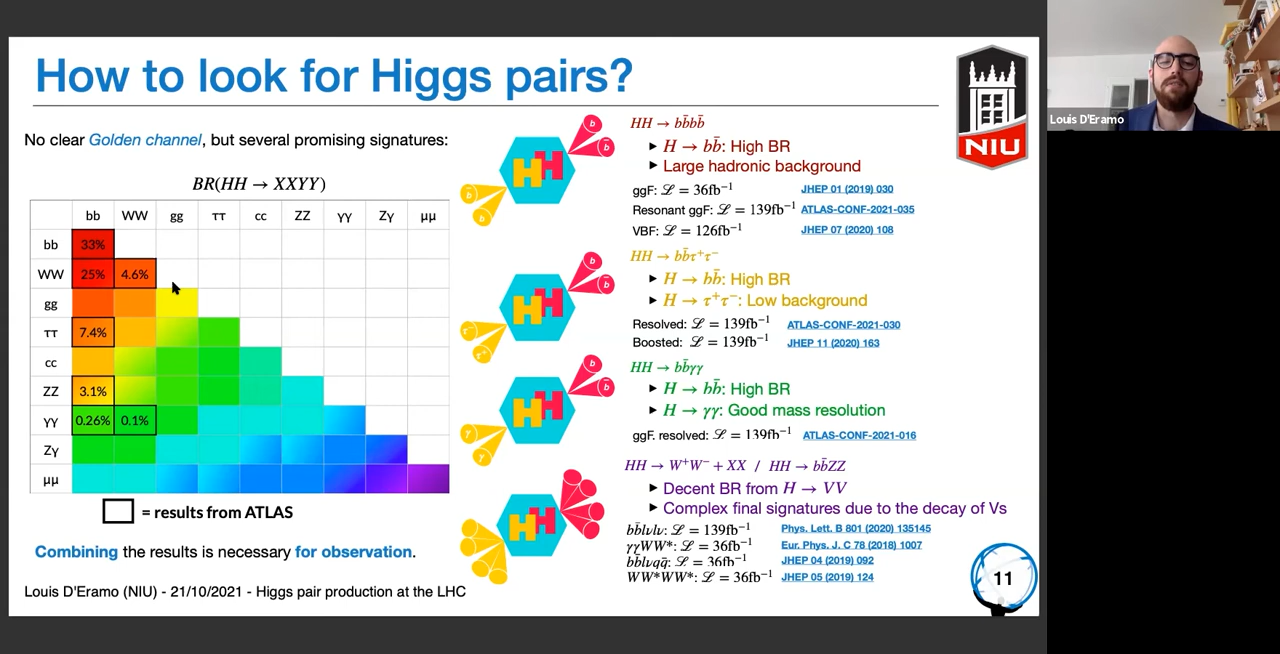 How to look for Higgs pairs?
NIU
Louis D'Eramo
No clear Golden channel, but several promising signatures:
BR(HH → XXYY)
bb WW gg ττ cc ZZ γγ Zγ μμ
bb 33%
WW 25% 4.6%
gg
ττ 7.4%
cc
ZZ 3.1%
γγ 0.26% 0.1%
Zγ
μμ
= results from ATLAS
Combining the results is necessary for observation.
b
b̄
b
b̄
HH
HH → bb̄bb̄
▸ H → bb̄: High BR
▸ Large hadronic background
ggF: ℒ = 36fb⁻¹ JHEP 01 (2019) 030
Resonant ggF: ℒ = 139fb⁻¹ ATLAS-CONF-2021-035
VBF: ℒ = 126fb⁻¹ JHEP 07 (2020) 108
b
b̄
τ⁻
τ⁺
HH
HH → bb̄τ⁺τ⁻
▸ H → bb̄: High BR
▸ H → τ⁺τ⁻: Low background
Resolved: ℒ = 139fb⁻¹ ATLAS-CONF-2021-030
Boosted: ℒ = 139fb⁻¹ JHEP 11 (2020) 163
b
b̄
γ
γ
HH
HH → bb̄γγ
▸ H → bb̄: High BR
▸ H → γγ: Good mass resolution
ggF. resolved: ℒ = 139fb⁻¹ ATLAS-CONF-2021-016
HH
HH → W⁺W⁻ + XX / HH → bb̄ZZ
▸ Decent BR from H → VV
▸ Complex final signatures due to the decay of Vs
bb̄lνlν: ℒ = 139fb⁻¹ Phys. Lett. B 801 (2020) 135145
γγWW*: ℒ = 36fb⁻¹ Eur. Phys. J. C 78 (2018) 1007
bb̄lνqq̄: ℒ = 36fb⁻¹ JHEP 04 (2019) 092
WW*WW*: ℒ = 36fb⁻¹ JHEP 05 (2019) 124
Louis D'Eramo (NIU) - 21/10/2021 - Higgs pair production at the LHC
11